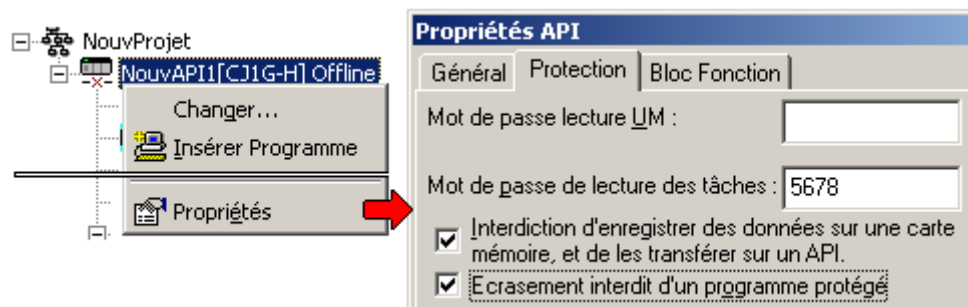 NouvProjet
NouvAPI1[CJ1G-H] Offline
Changer...
Insérer Programme
Propriétés
Propriétés API
Général Protection Bloc Fonction
Mot de passe lecture UM :
Mot de passe de lecture des tâches : 5678
Interdiction d'enregistrer des données sur une carte
mémoire, et de les transférer sur un API.
Ecrasement interdit d'un programme protégé